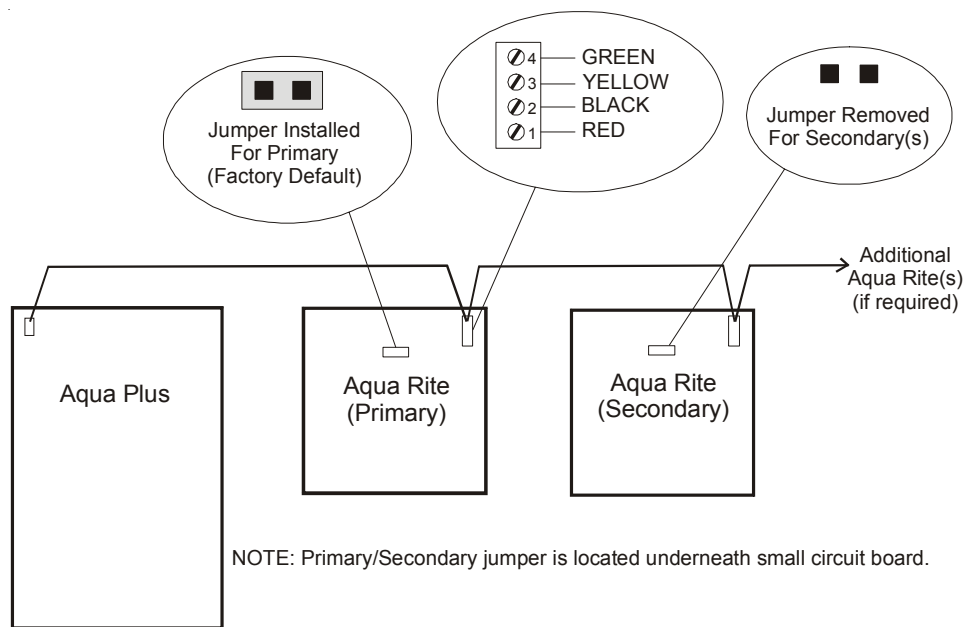 Jumper Installed
For Primary
(Factory Default)
4 GREEN
3 YELLOW
2 BLACK
1 RED
Jumper Removed
For Secondary(s)
Additional
Aqua Rite(s)
(if required)
Aqua Plus
Aqua Rite
(Primary)
Aqua Rite
(Secondary)
NOTE: Primary/Secondary jumper is located underneath small circuit board.